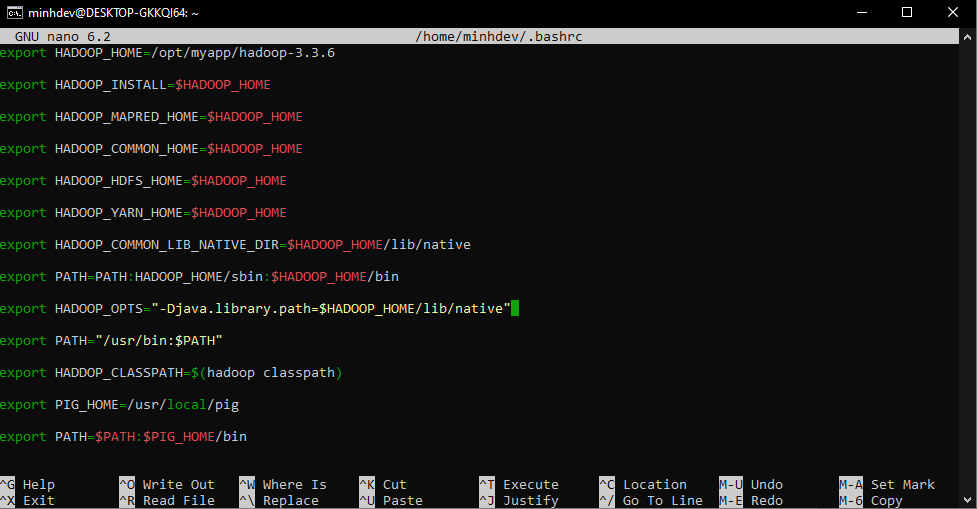 minhdev@DESKTOP-GKKQI64: ~
GNU nano 6.2 /home/minhdev/.bashrc
export HADOOP_HOME=/opt/myapp/hadoop-3.3.6
export HADOOP_INSTALL=$HADOOP_HOME
export HADOOP_MAPRED_HOME=$HADOOP_HOME
export HADOOP_COMMON_HOME=$HADOOP_HOME
export HADOOP_HDFS_HOME=$HADOOP_HOME
export HADOOP_YARN_HOME=$HADOOP_HOME
export HADOOP_COMMON_LIB_NATIVE_DIR=$HADOOP_HOME/lib/native
export PATH=PATH:HADOOP_HOME/sbin:$HADOOP_HOME/bin
export HADOOP_OPTS="-Djava.library.path=$HADOOP_HOME/lib/native"
export PATH="/usr/bin:$PATH"
export HADDOP_CLASSPATH=$(hadoop classpath)
export PIG_HOME=/usr/local/pig
export PATH=$PATH:$PIG_HOME/bin
^G Help ^O Write Out ^W Where Is ^K Cut ^T Execute ^C Location M-U Undo M-A Set Mark
^X Exit ^R Read File ^\ Replace ^U Paste ^J Justify ^/ Go To Line M-E Redo M-6 Copy